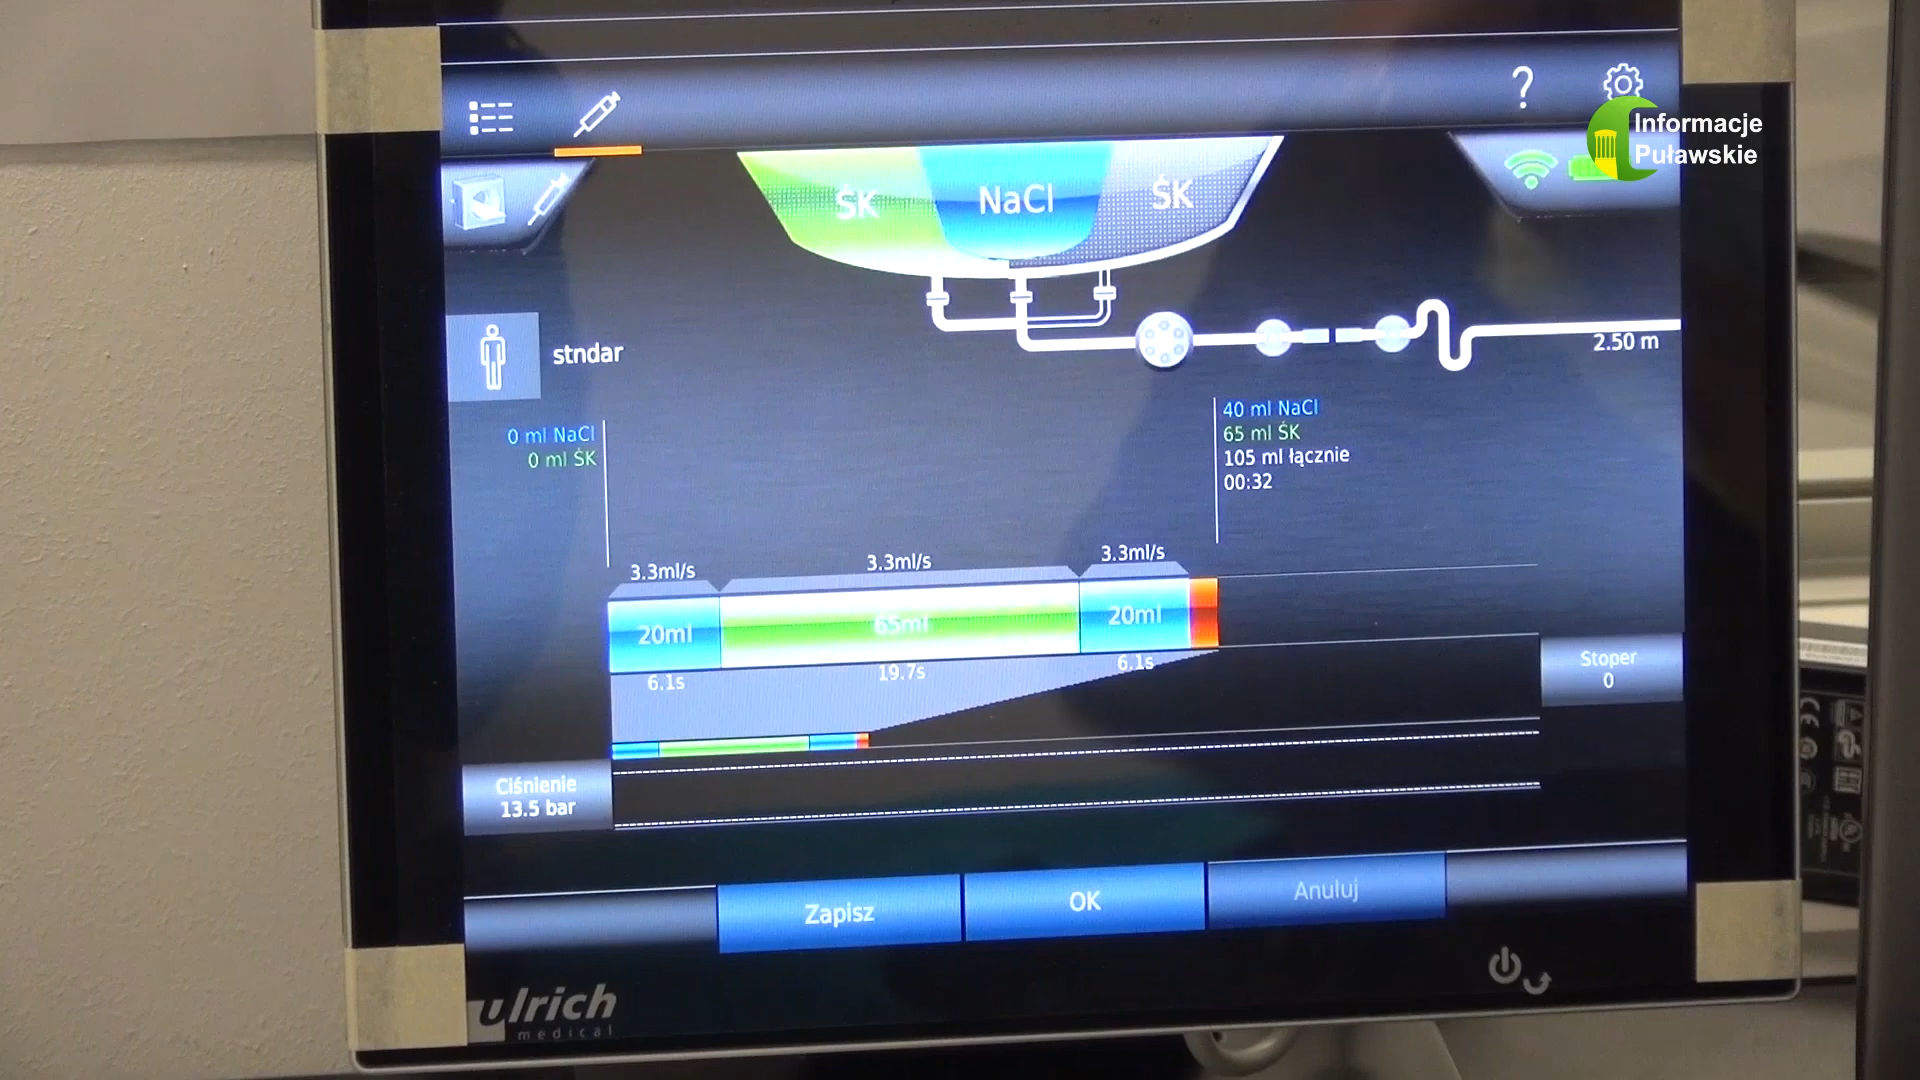 ?
Informacje
Puławskie
ŚK
NaCl
ŚK
2.50 m
stndar
0 ml NaCl
0 ml ŚK
40 ml NaCl
65 ml ŚK
105 ml łącznie
00:32
3.3ml/s
3.3ml/s
3.3ml/s
20ml
65ml
20ml
6.1s
19.7s
6.1s
Stoper
0
Ciśnienie
13.5 bar
Zapisz
OK
Anuluj
ulrich
medical